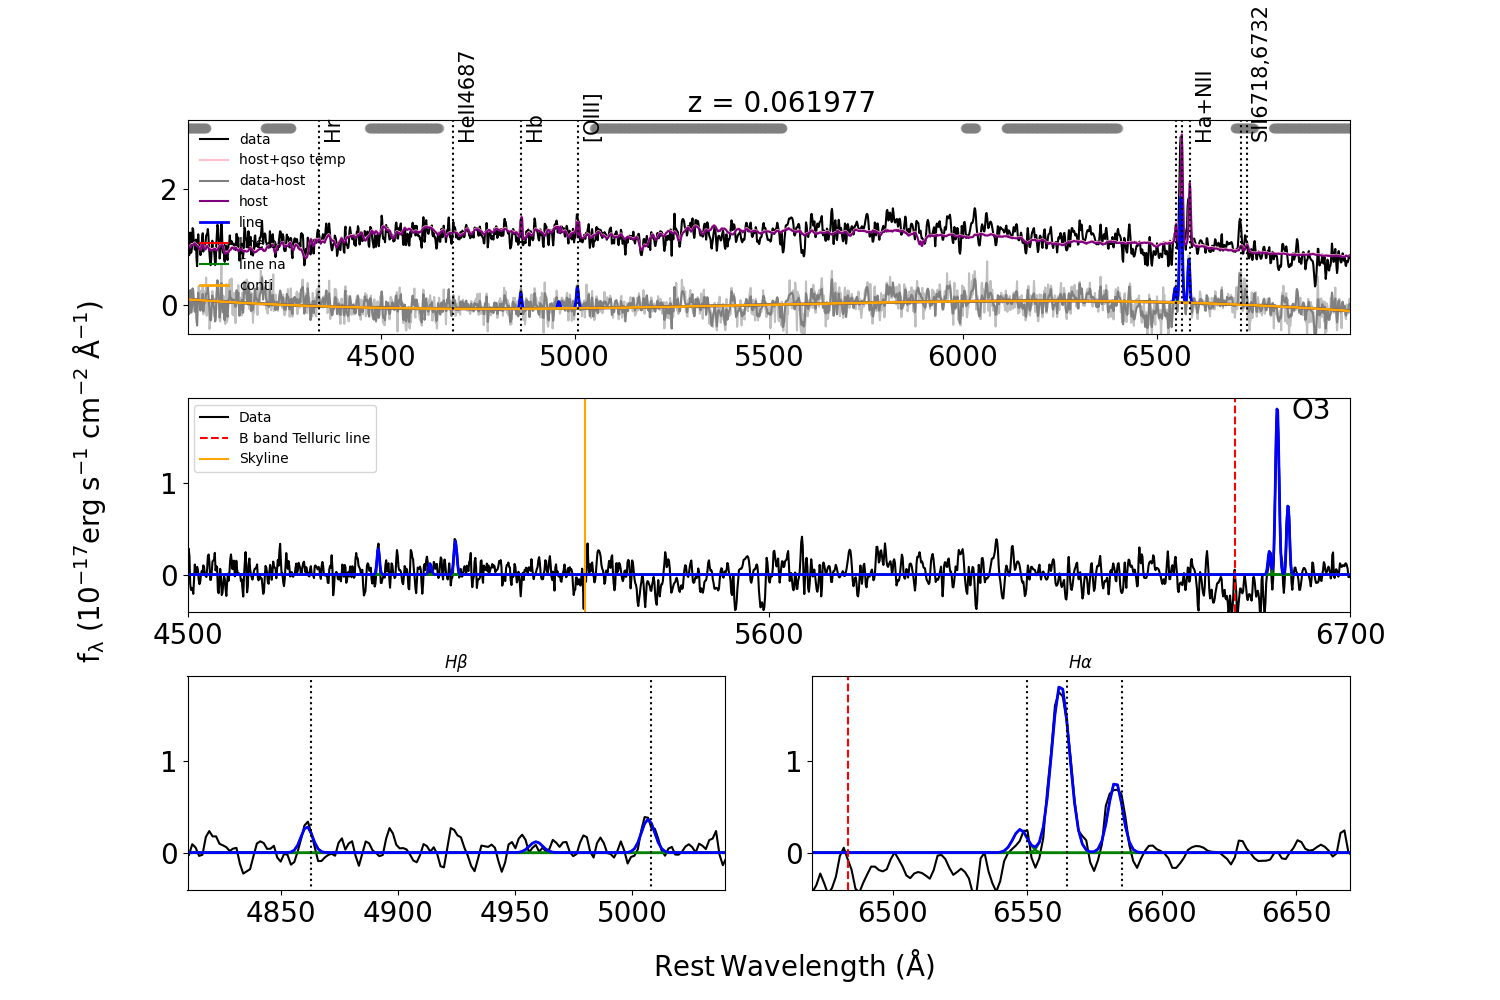 z = 0.061977
Hr
HeII4687
Hb
[OIII]
Ha+NII
SII6718,6732
data
host+qso temp
data-host
host
line
line na
conti
2
0
4500
5000
5500
6000
6500
f_λ (10^−17 erg s^−1 cm^−2 Å^−1)
Data
B band Telluric line
Skyline
O3
1
0
4500
5600
6700
Hβ
1
0
4850
4900
4950
5000
Hα
1
0
6500
6550
6600
6650
Rest Wavelength (Å)